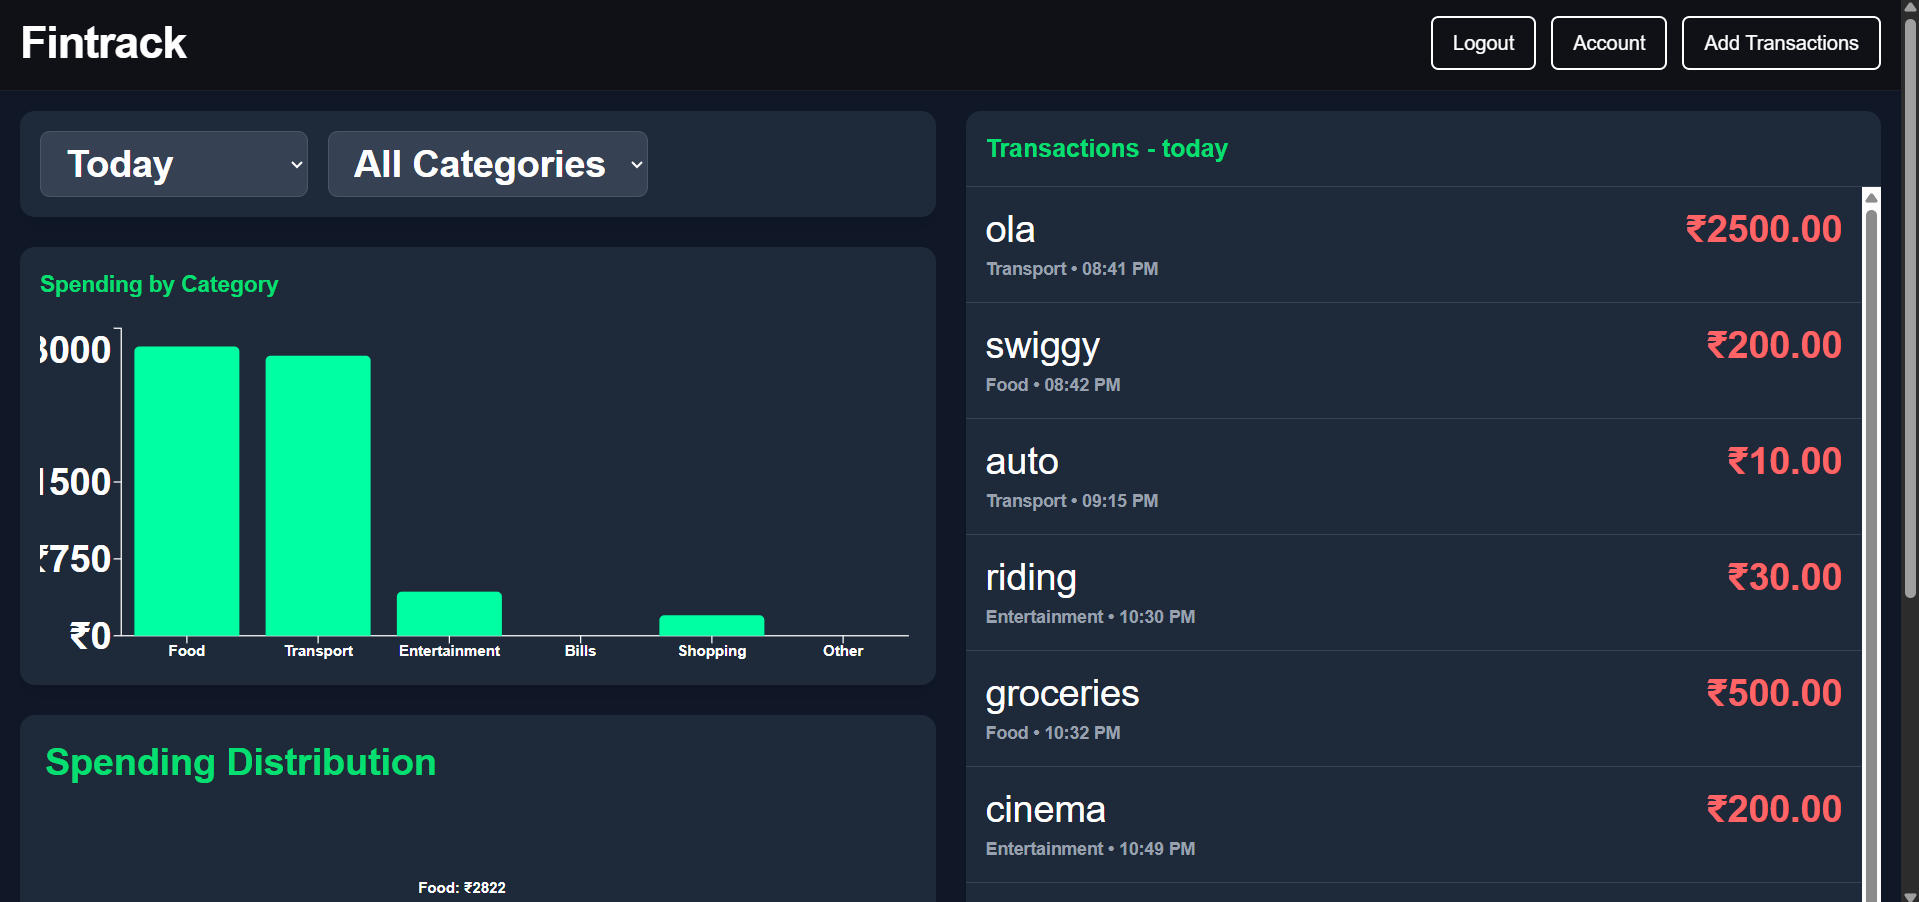 Fintrack
Logout
Account
Add Transactions
Today
All Categories
Spending by Category
3000
1500
₹750
₹0
Food
Transport
Entertainment
Bills
Shopping
Other
Spending Distribution
Food: ₹2822
Transactions - today
ola
₹2500.00
Transport • 08:41 PM
swiggy
₹200.00
Food • 08:42 PM
auto
₹10.00
Transport • 09:15 PM
riding
₹30.00
Entertainment • 10:30 PM
groceries
₹500.00
Food • 10:32 PM
cinema
₹200.00
Entertainment • 10:49 PM